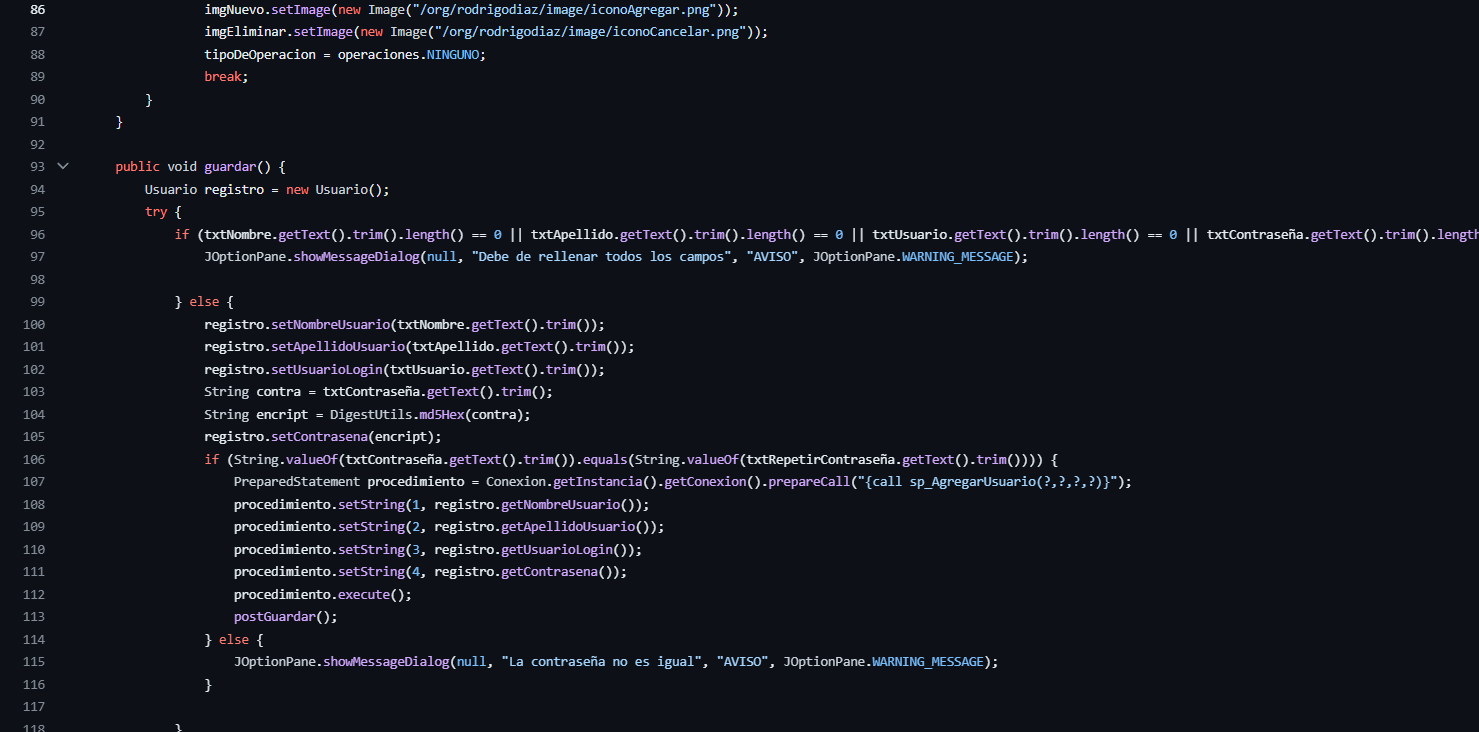 86 imgNuevo.setImage(new Image("/org/rodrigodiaz/image/iconoAgregar.png"));
87 imgEliminar.setImage(new Image("/org/rodrigodiaz/image/iconoCancelar.png"));
88 tipoDeOperacion = operaciones.NINGUNO;
89 break;
90 }
91 }
92
93 public void guardar() {
94 Usuario registro = new Usuario();
95 try {
96 if (txtNombre.getText().trim().length() == 0 || txtApellido.getText().trim().length() == 0 || txtUsuario.getText().trim().length() == 0 || txtContraseña.getText().trim().length
97 JOptionPane.showMessageDialog(null, "Debe de rellenar todos los campos", "AVISO", JOptionPane.WARNING_MESSAGE);
98
99 } else {
100 registro.setNombreUsuario(txtNombre.getText().trim());
101 registro.setApellidoUsuario(txtApellido.getText().trim());
102 registro.setUsuarioLogin(txtUsuario.getText().trim());
103 String contra = txtContraseña.getText().trim();
104 String encript = DigestUtils.md5Hex(contra);
105 registro.setContrasena(encript);
106 if (String.valueOf(txtContraseña.getText().trim()).equals(String.valueOf(txtRepetirContraseña.getText().trim()))) {
107 PreparedStatement procedimiento = Conexion.getInstancia().getConexion().prepareCall("{call sp_AgregarUsuario(?,?,?,?)}");
108 procedimiento.setString(1, registro.getNombreUsuario());
109 procedimiento.setString(2, registro.getApellidoUsuario());
110 procedimiento.setString(3, registro.getUsuarioLogin());
111 procedimiento.setString(4, registro.getContrasena());
112 procedimiento.execute();
113 postGuardar();
114 } else {
115 JOptionPane.showMessageDialog(null, "La contraseña no es igual", "AVISO", JOptionPane.WARNING_MESSAGE);
116 }
117
118 }